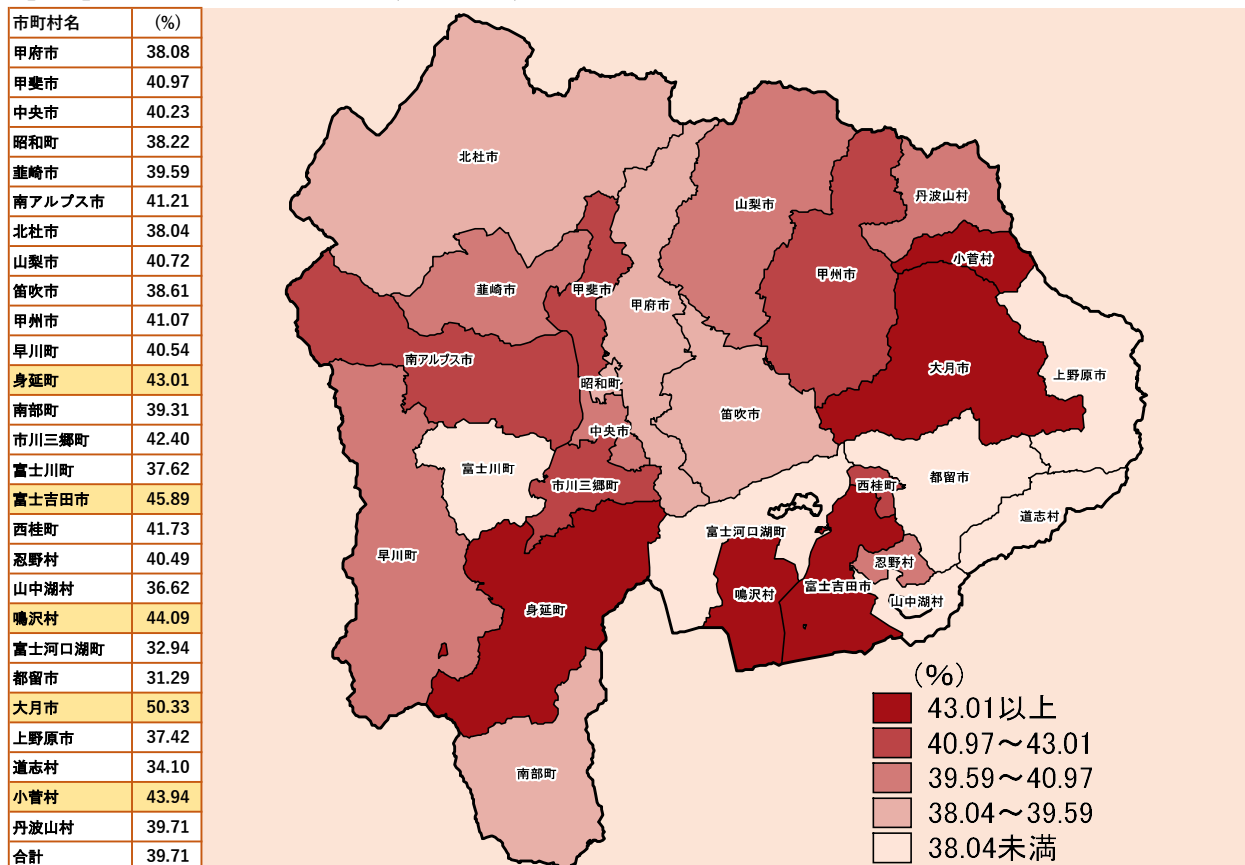 市町村名 (%)
甲府市 38.08
甲斐市 40.97
中央市 40.23
昭和町 38.22
韮崎市 39.59
南アルプス市 41.21
北杜市 38.04
山梨市 40.72
笛吹市 38.61
甲州市 41.07
早川町 40.54
身延町 43.01
南部町 39.31
市川三郷町 42.40
富士川町 37.62
富士吉田市 45.89
西桂町 41.73
忍野村 40.49
山中湖村 36.62
鳴沢村 44.09
富士河口湖町 32.94
都留市 31.29
大月市 50.33
上野原市 37.42
道志村 34.10
小菅村 43.94
丹波山村 39.71
合計 39.71
北杜市
丹波山村
山梨市
小菅村
甲州市
韮崎市
甲斐市
甲府市
南アルプス市
大月市
上野原市
昭和町
笛吹市
中央市
富士川町
都留市
市川三郷町
西桂町
道志村
富士河口湖町
早川町
忍野村
富士吉田市
鳴沢村
山中湖村
身延町
南部町
(%)
43.01以上
40.97～43.01
39.59～40.97
38.04～39.59
38.04未満